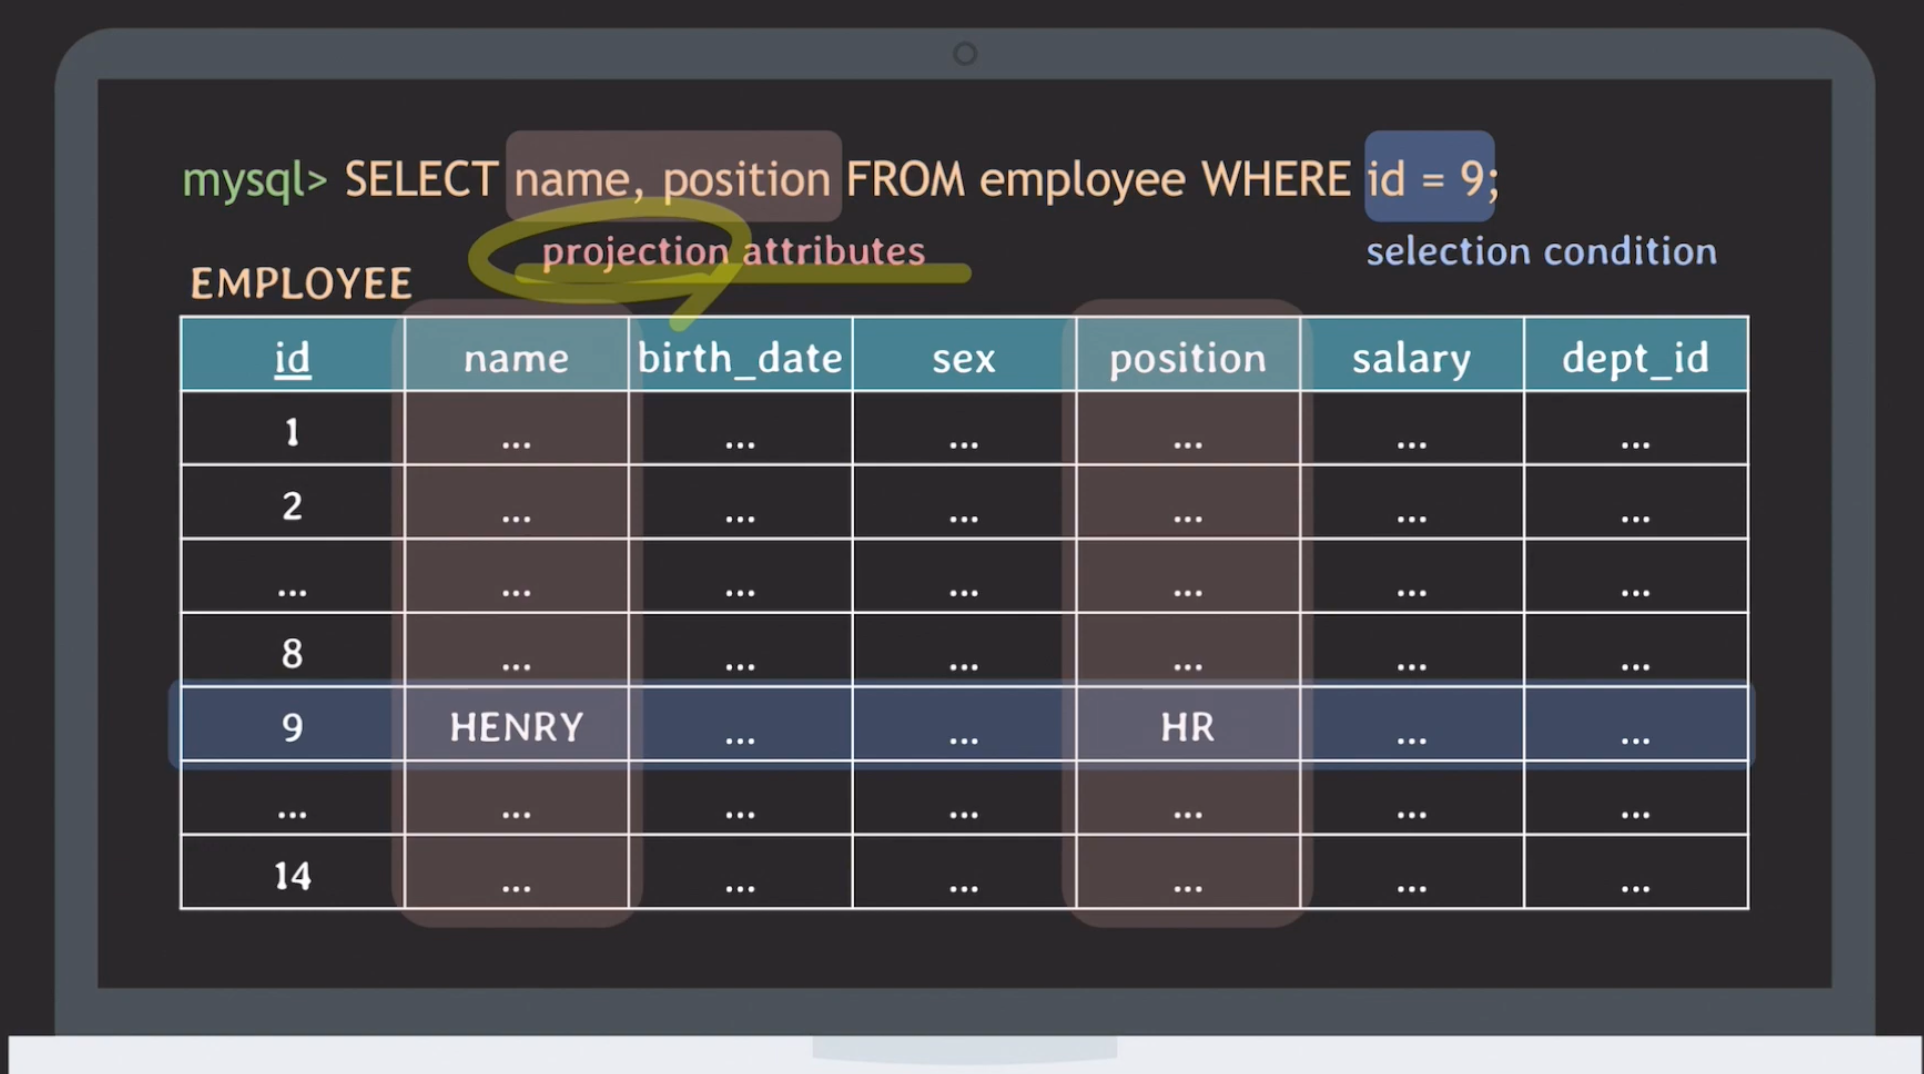 mysql> SELECT name, position FROM employee WHERE id = 9;
projection attributes selection condition
EMPLOYEE
id name birth_date sex position salary dept_id
1 ... ... ... ... ... ...
2 ... ... ... ... ... ...
... ... ... ... ... ... ...
8 ... ... ... ... ... ...
9 HENRY ... ... HR ... ...
... ... ... ... ... ... ...
14 ... ... ... ... ... ...